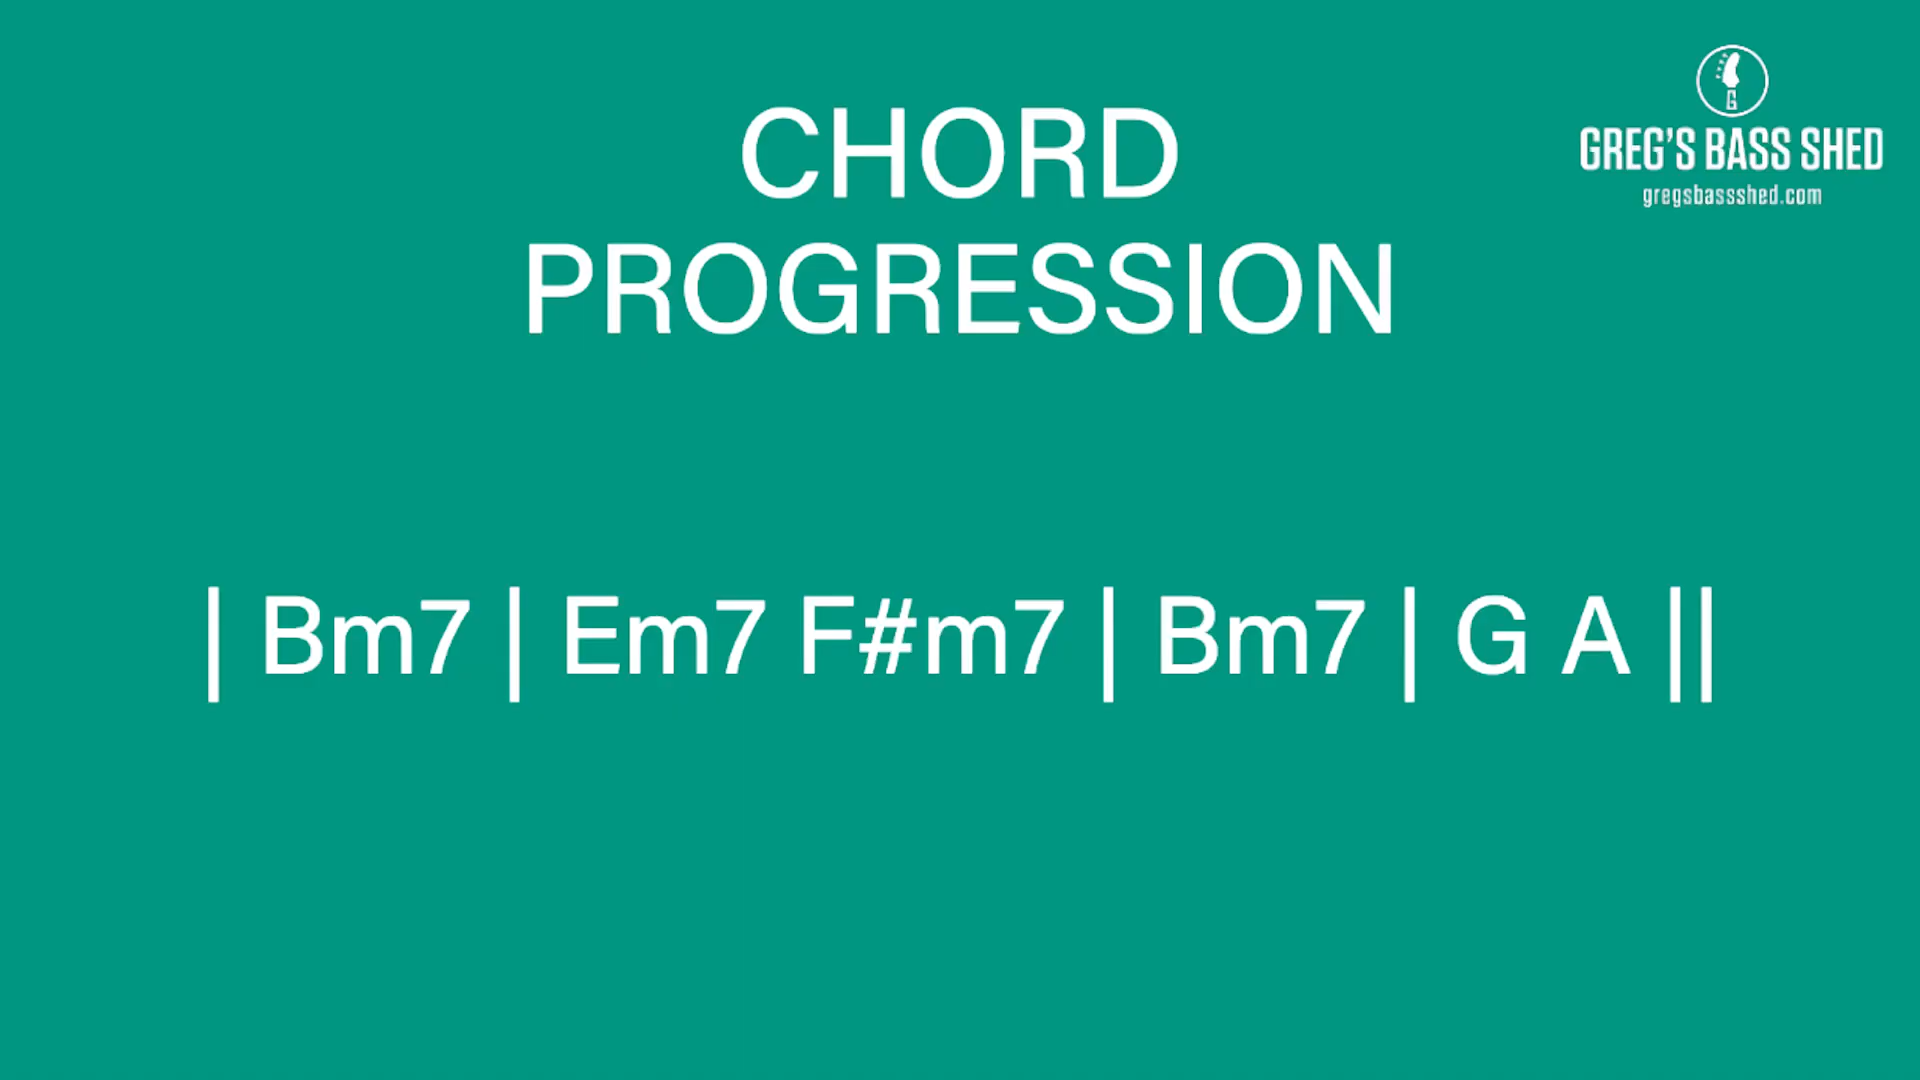 CHORD
PROGRESSION
G
GREG'S BASS SHED
gregsbassshed.com
| Bm7 | Em7 F#m7 | Bm7 | G A ||